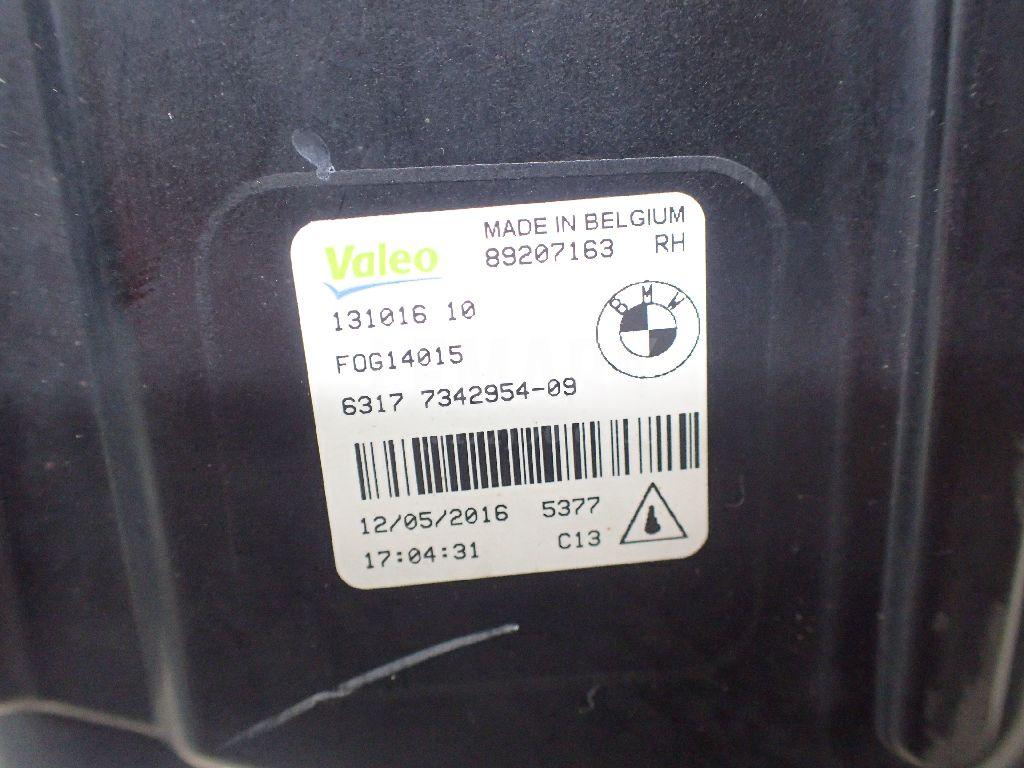 Valeo
MADE IN BELGIUM
89207163 RH
131016 10
BMW
F0G14015
6317 7342954-09
12/05/2016 5377
17:04:31 C13